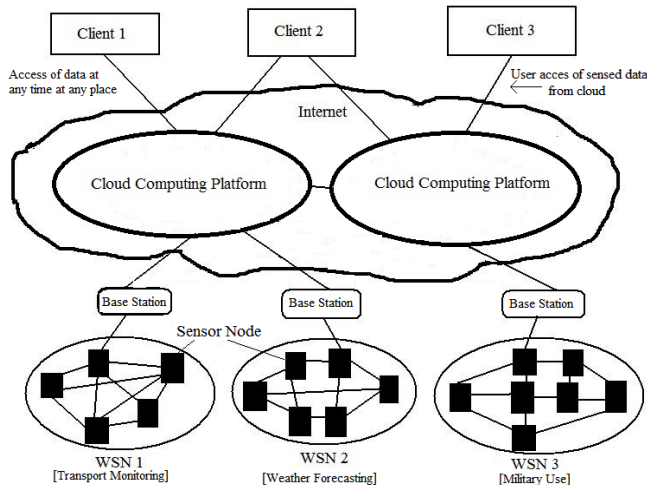 Client 1
Client 2
Client 3
Access of data at
any time at any place
User acces of sensed data
from cloud
Internet
Cloud Computing Platform
Cloud Computing Platform
Base Station
Base Station
Base Station
Sensor Node
WSN 1
[Transport Monitoring]
WSN 2
[Weather Forecasting]
WSN 3
[Military Use]